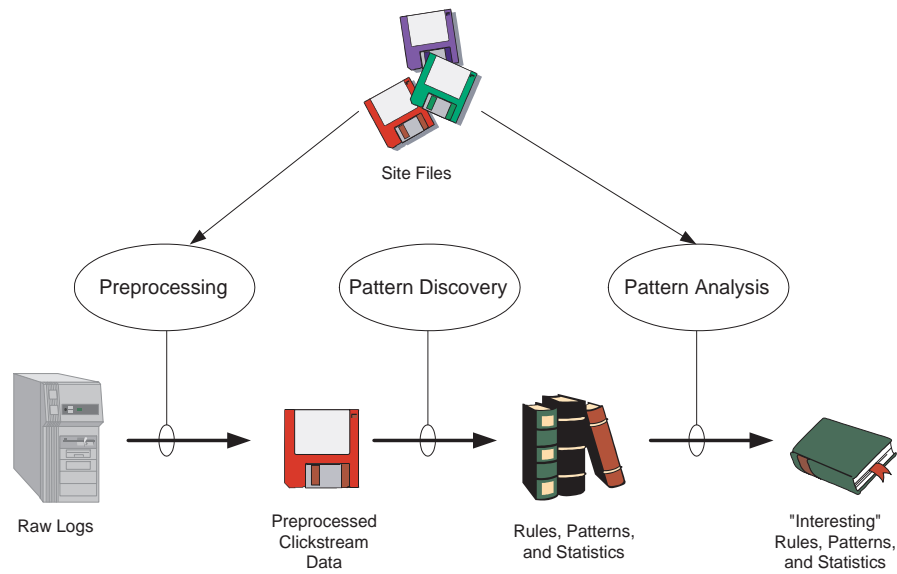 Site Files
Preprocessing
Pattern Discovery
Pattern Analysis
Raw Logs
Preprocessed
Clickstream
Data
Rules, Patterns,
and Statistics
"Interesting"
Rules, Patterns,
and Statistics